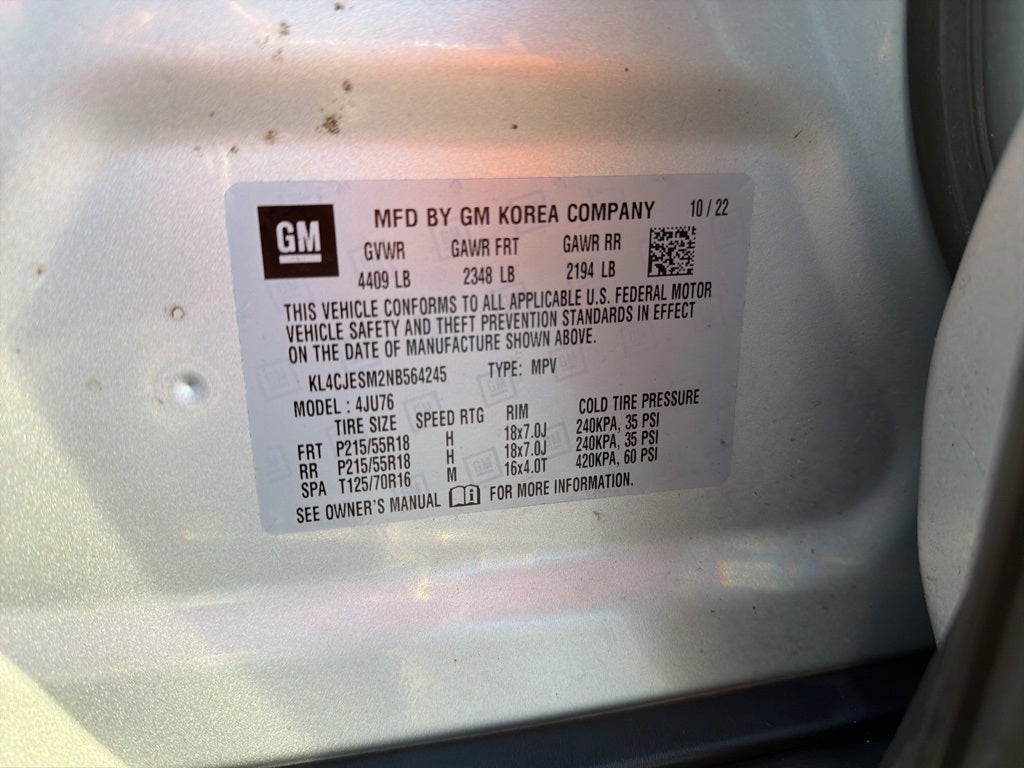 GM
MFD BY GM KOREA COMPANY 10 / 22
GVWR GAWR FRT GAWR RR
4409 LB 2348 LB 2194 LB
THIS VEHICLE CONFORMS TO ALL APPLICABLE U.S. FEDERAL MOTOR
VEHICLE SAFETY AND THEFT PREVENTION STANDARDS IN EFFECT
ON THE DATE OF MANUFACTURE SHOWN ABOVE.
KL4CJESM2NB564245 TYPE: MPV
MODEL : 4JU76
TIRE SIZE SPEED RTG RIM COLD TIRE PRESSURE
FRT P215/55R18 H 18x7.0J 240KPA, 35 PSI
RR P215/55R18 H 18x7.0J 240KPA, 35 PSI
SPA T125/70R16 M 16x4.0T 420KPA, 60 PSI
SEE OWNER'S MANUAL FOR MORE INFORMATION.